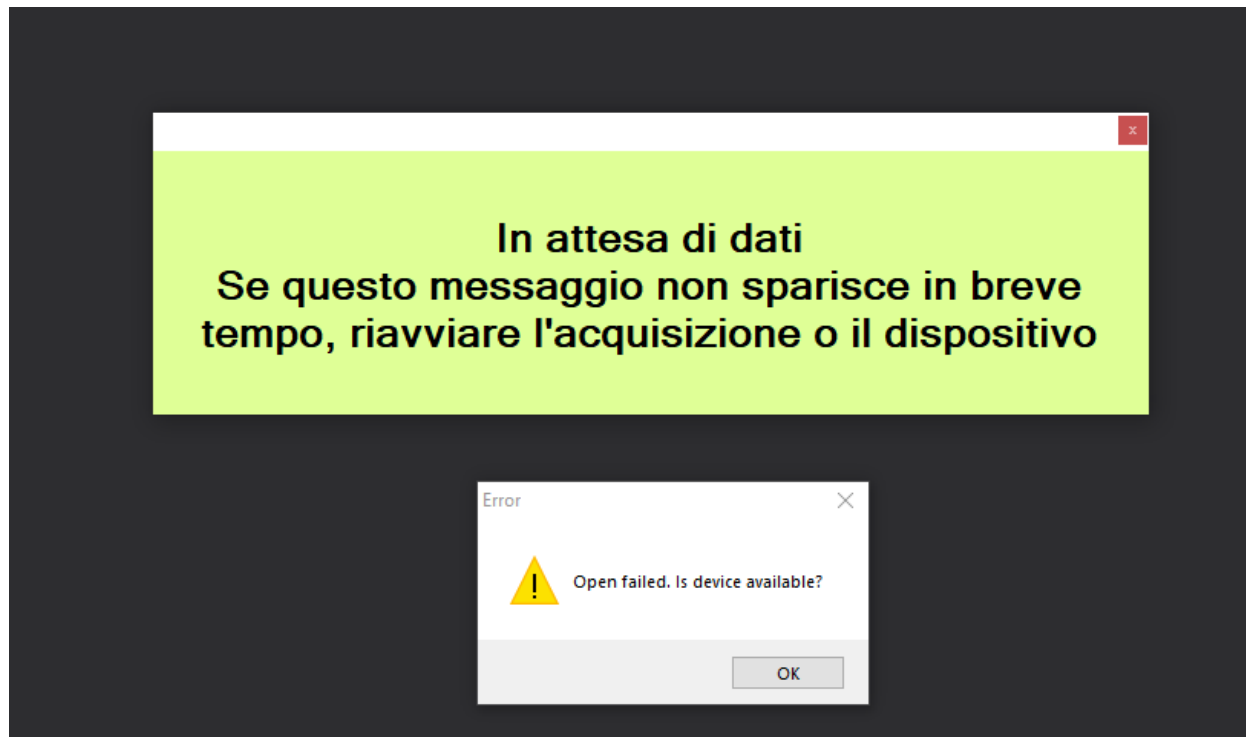 x
In attesa di dati
Se questo messaggio non sparisce in breve
tempo, riavviare l'acquisizione o il dispositivo
Error
Open failed. Is device available?
OK